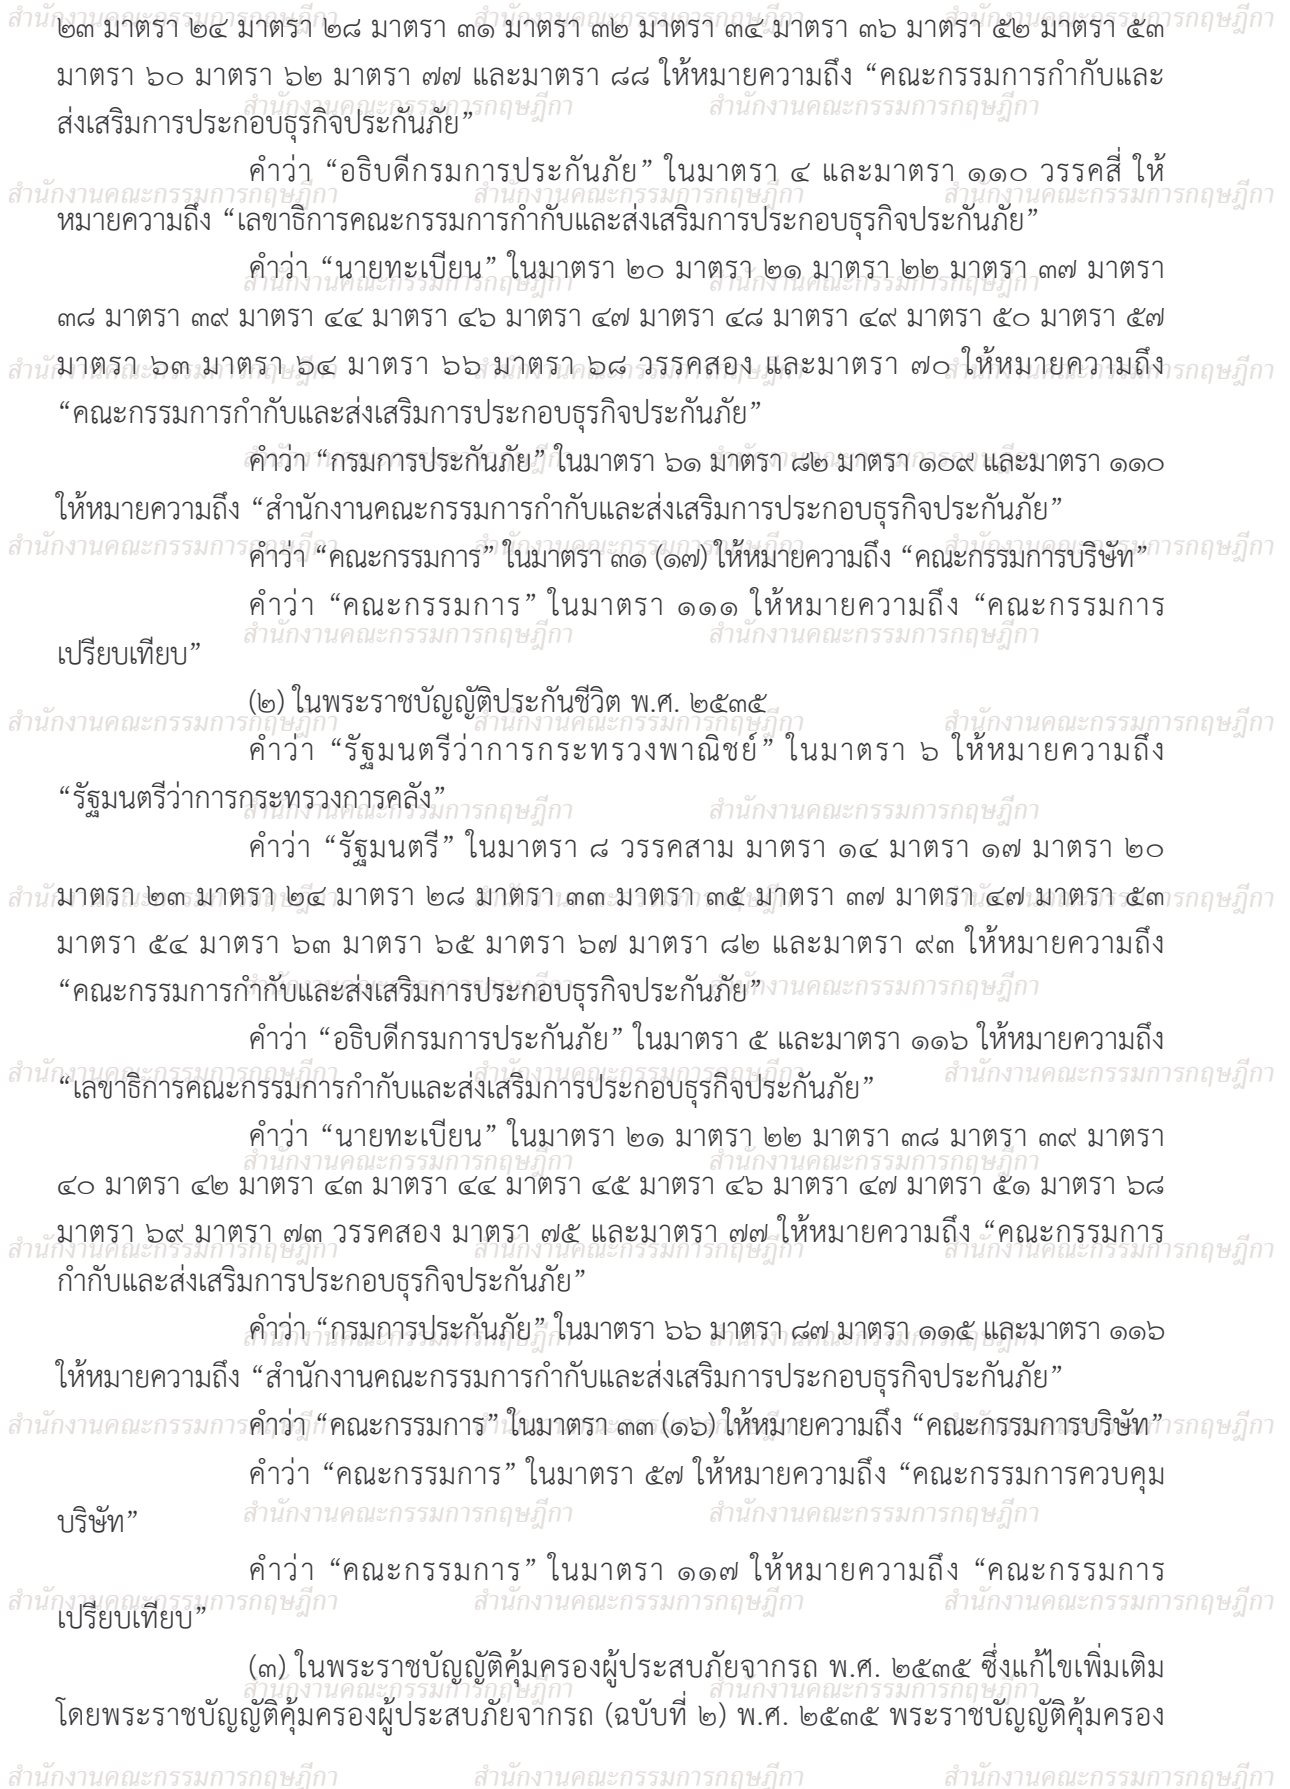 ๒๓ มาตรา ๒๔ มาตรา ๒๘ มาตรา ๓๑ มาตรา ๓๒ มาตรา ๓๔ มาตรา ๓๖ มาตรา ๕๒ มาตรา ๕๓
มาตรา ๖๐ มาตรา ๖๒ มาตรา ๗๗ และมาตรา ๘๘ ให้หมายความถึง “คณะกรรมการกำกับและ
ส่งเสริมการประกอบธุรกิจประกันภัย”
คำว่า “อธิบดีกรมการประกันภัย” ในมาตรา ๔ และมาตรา ๑๑๐ วรรคสี่ ให้
หมายความถึง “เลขาธิการคณะกรรมการกำกับและส่งเสริมการประกอบธุรกิจประกันภัย”
คำว่า “นายทะเบียน” ในมาตรา ๒๐ มาตรา ๒๑ มาตรา ๒๒ มาตรา ๓๗ มาตรา
๓๘ มาตรา ๓๙ มาตรา ๔๔ มาตรา ๔๖ มาตรา ๔๗ มาตรา ๔๘ มาตรา ๔๙ มาตรา ๕๐ มาตรา ๕๗
มาตรา ๖๓ มาตรา ๖๔ มาตรา ๖๖ มาตรา ๖๘ วรรคสอง และมาตรา ๗๐ ให้หมายความถึง
“คณะกรรมการกำกับและส่งเสริมการประกอบธุรกิจประกันภัย”
คำว่า “กรมการประกันภัย” ในมาตรา ๖๑ มาตรา ๘๒ มาตรา ๑๐๙ และมาตรา ๑๑๐
ให้หมายความถึง “สำนักงานคณะกรรมการกำกับและส่งเสริมการประกอบธุรกิจประกันภัย”
คำว่า “คณะกรรมการ” ในมาตรา ๓๑ (๑๗) ให้หมายความถึง “คณะกรรมการบริษัท”
คำว่า “คณะกรรมการ” ในมาตรา ๑๑๑ ให้หมายความถึง “คณะกรรมการ
เปรียบเทียบ”
(๒) ในพระราชบัญญัติประกันชีวิต พ.ศ. ๒๕๓๕
คำว่า “รัฐมนตรีว่าการกระทรวงพาณิชย์” ในมาตรา ๖ ให้หมายความถึง
“รัฐมนตรีว่าการกระทรวงการคลัง”
คำว่า “รัฐมนตรี” ในมาตรา ๘ วรรคสาม มาตรา ๑๔ มาตรา ๑๗ มาตรา ๒๐
มาตรา ๒๓ มาตรา ๒๔ มาตรา ๒๘ มาตรา ๓๓ มาตรา ๓๕ มาตรา ๓๗ มาตรา ๔๗ มาตรา ๕๓
มาตรา ๕๔ มาตรา ๖๓ มาตรา ๖๕ มาตรา ๖๗ มาตรา ๘๒ และมาตรา ๙๓ ให้หมายความถึง
“คณะกรรมการกำกับและส่งเสริมการประกอบธุรกิจประกันภัย”
คำว่า “อธิบดีกรมการประกันภัย” ในมาตรา ๕ และมาตรา ๑๑๖ ให้หมายความถึง
“เลขาธิการคณะกรรมการกำกับและส่งเสริมการประกอบธุรกิจประกันภัย”
คำว่า “นายทะเบียน” ในมาตรา ๒๑ มาตรา ๒๒ มาตรา ๓๘ มาตรา ๓๙ มาตรา
๔๐ มาตรา ๔๒ มาตรา ๔๓ มาตรา ๔๔ มาตรา ๔๕ มาตรา ๔๖ มาตรา ๔๗ มาตรา ๕๑ มาตรา ๖๘
มาตรา ๖๙ มาตรา ๗๓ วรรคสอง มาตรา ๗๕ และมาตรา ๗๗ ให้หมายความถึง “คณะกรรมการ
กำกับและส่งเสริมการประกอบธุรกิจประกันภัย”
คำว่า “กรมการประกันภัย” ในมาตรา ๖๖ มาตรา ๘๗ มาตรา ๑๑๕ และมาตรา ๑๑๖
ให้หมายความถึง “สำนักงานคณะกรรมการกำกับและส่งเสริมการประกอบธุรกิจประกันภัย”
คำว่า “คณะกรรมการ” ในมาตรา ๓๓ (๑๖) ให้หมายความถึง “คณะกรรมการบริษัท”
คำว่า “คณะกรรมการ” ในมาตรา ๕๗ ให้หมายความถึง “คณะกรรมการควบคุม
บริษัท”
คำว่า “คณะกรรมการ” ในมาตรา ๑๑๗ ให้หมายความถึง “คณะกรรมการ
เปรียบเทียบ”
(๓) ในพระราชบัญญัติคุ้มครองผู้ประสบภัยจากรถ พ.ศ. ๒๕๓๕ ซึ่งแก้ไขเพิ่มเติม
โดยพระราชบัญญัติคุ้มครองผู้ประสบภัยจากรถ (ฉบับที่ ๒) พ.ศ. ๒๕๓๕ พระราชบัญญัติคุ้มครอง
สำนักงานคณะกรรมการกฤษฎีกา สำนักงานคณะกรรมการกฤษฎีกา สำนักงานคณะกรรมการกฤษฎีกา